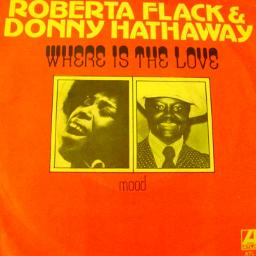 ROBERTA FLACK &
DONNY HATHAWAY
WHERE IS THE LOVE
mood